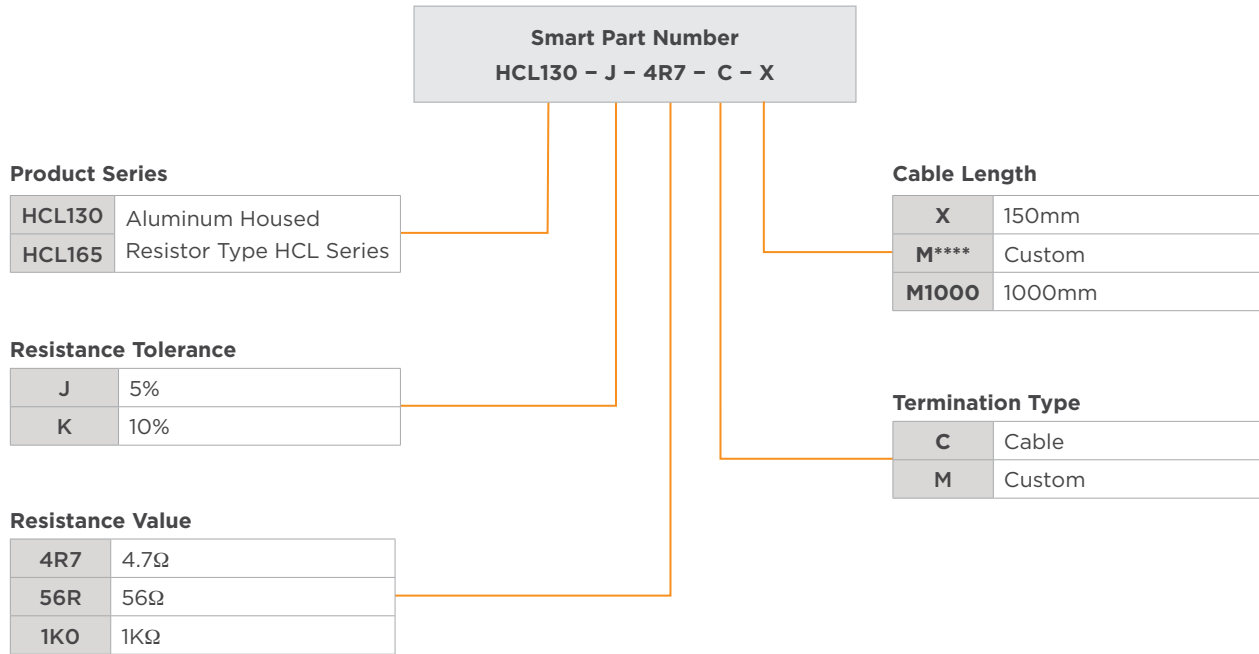 Smart Part Number
HCL130 – J – 4R7 – C – X
Product Series
HCL130
HCL165
Aluminum Housed
Resistor Type HCL Series
Resistance Tolerance
J 5%
K 10%
Resistance Value
4R7 4.7Ω
56R 56Ω
1K0 1KΩ
Cable Length
X 150mm
M**** Custom
M1000 1000mm
Termination Type
C Cable
M Custom